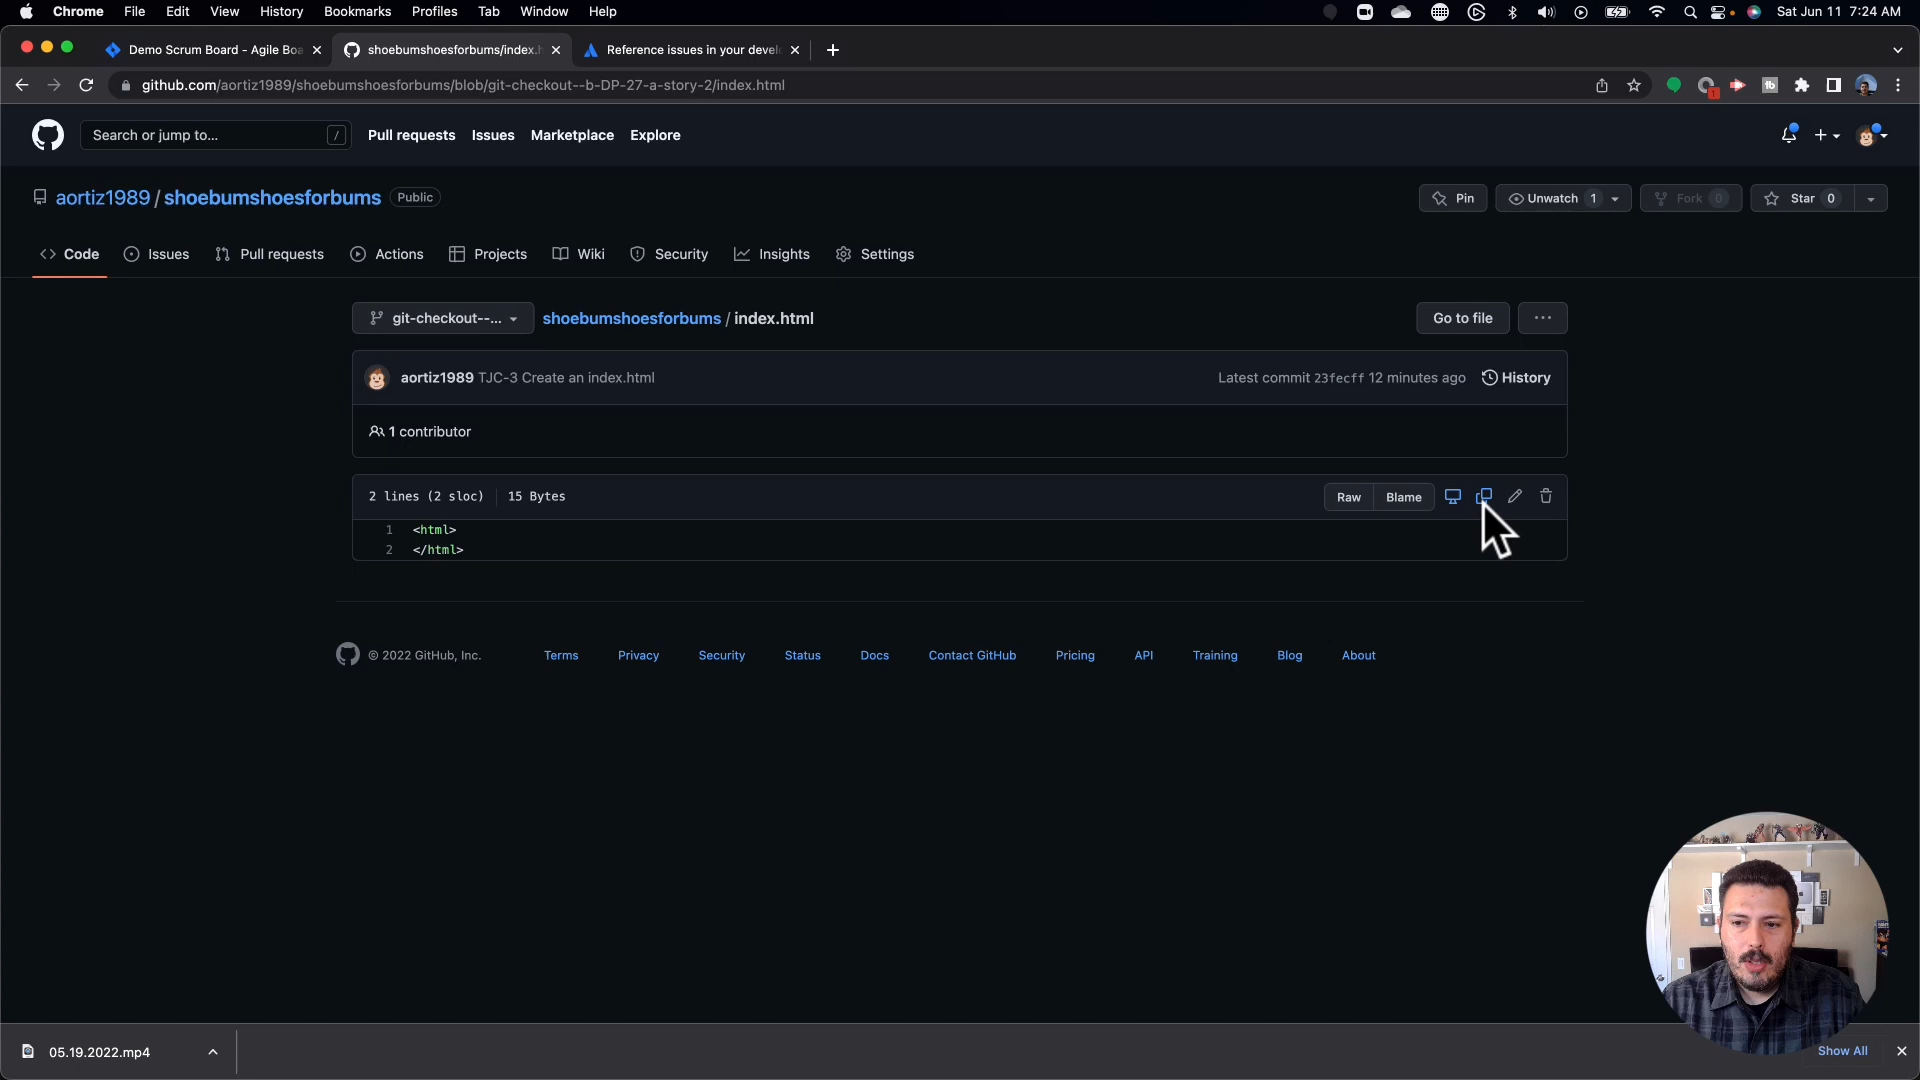 Chrome File Edit View History Bookmarks Profiles Tab Window Help Sat Jun 11 7:24 AM
Demo Scrum Board - Agile Boa shoebumshoesforbums/index.h Reference issues in your devel
github.com/aortiz1989/shoebumshoesforbums/blob/git-checkout--b-DP-27-a-story-2/index.html
Search or jump to... / Pull requests Issues Marketplace Explore
aortiz1989 / shoebumshoesforbums Public Pin Unwatch 1 Fork 0 Star 0
Code Issues Pull requests Actions Projects Wiki Security Insights Settings
git-checkout--... shoebumshoesforbums / index.html Go to file ...
aortiz1989 TJC-3 Create an index.html Latest commit 23fecff 12 minutes ago History
1 contributor
2 lines (2 sloc) 15 Bytes Raw Blame
1 <html>
2 </html>
© 2022 GitHub, Inc. Terms Privacy Security Status Docs Contact GitHub Pricing API Training Blog About
05.19.2022.mp4 Show All